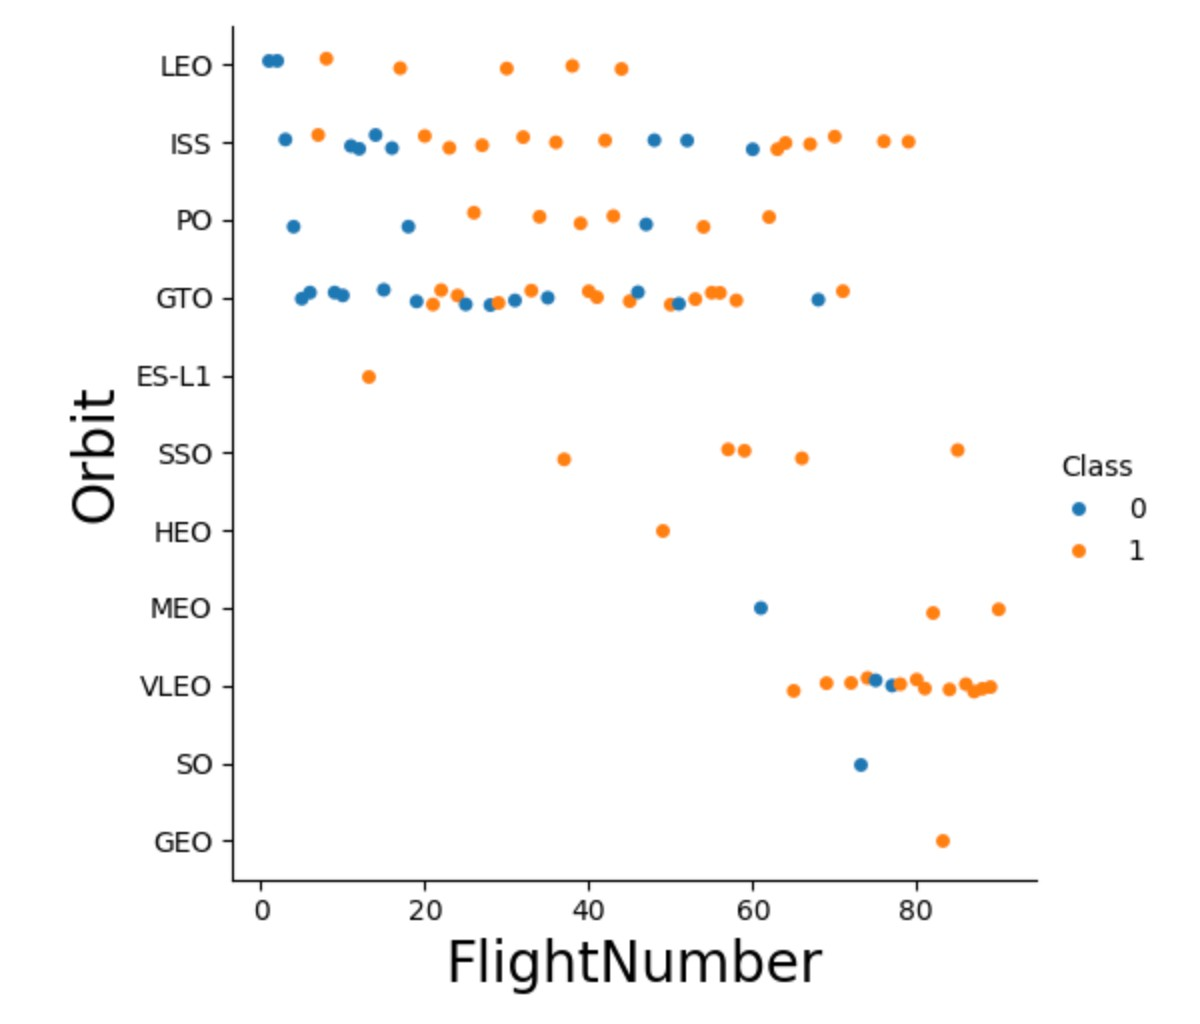 LEO
ISS
PO
GTO
ES-L1
SSO
HEO
MEO
VLEO
SO
GEO
Orbit
0 20 40 60 80
FlightNumber
Class
0
1